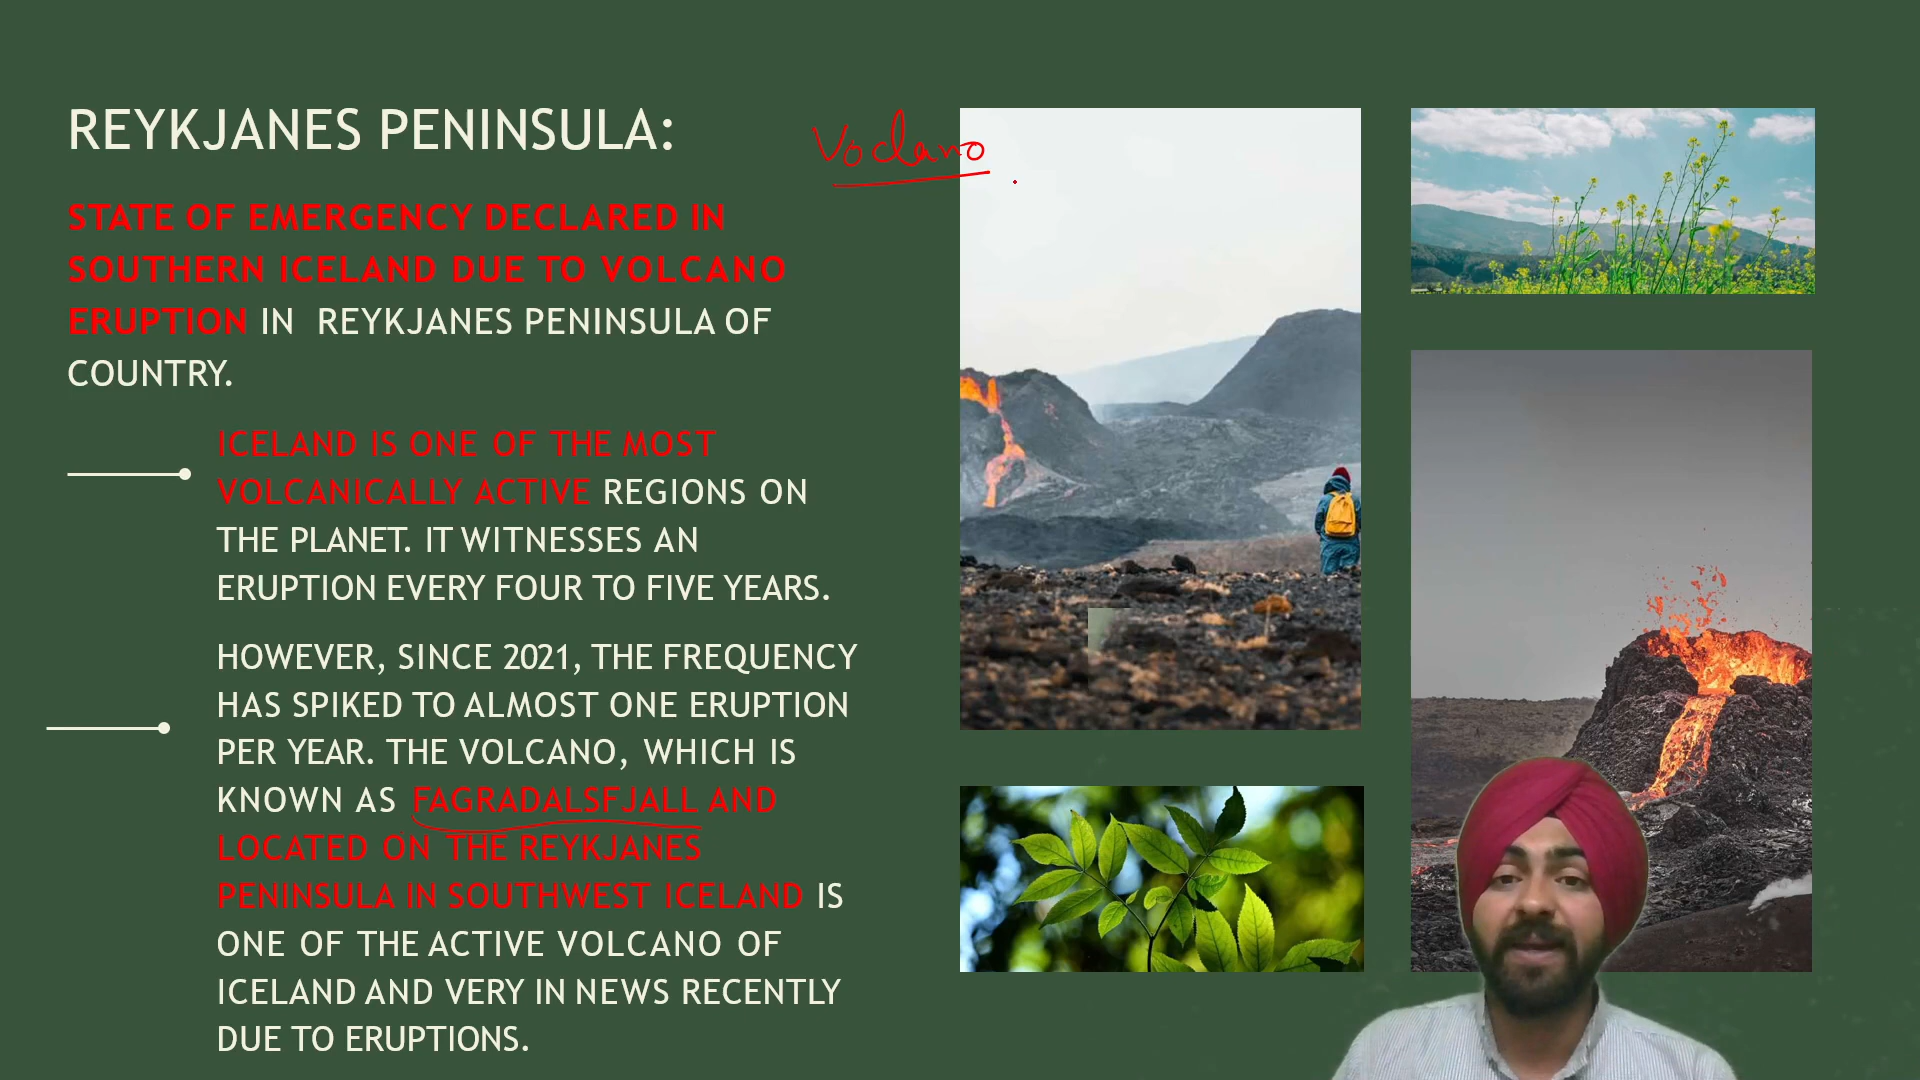 REYKJANES PENINSULA:
Voclano
STATE OF EMERGENCY DECLARED IN
SOUTHERN ICELAND DUE TO VOLCANO
ERUPTION IN REYKJANES PENINSULA OF
COUNTRY.
ICELAND IS ONE OF THE MOST
VOLCANICALLY ACTIVE REGIONS ON
THE PLANET. IT WITNESSES AN
ERUPTION EVERY FOUR TO FIVE YEARS.
HOWEVER, SINCE 2021, THE FREQUENCY
HAS SPIKED TO ALMOST ONE ERUPTION
PER YEAR. THE VOLCANO, WHICH IS
KNOWN AS FAGRADALSFJALL AND
LOCATED ON THE REYKJANES
PENINSULA IN SOUTHWEST ICELAND IS
ONE OF THE ACTIVE VOLCANO OF
ICELAND AND VERY IN NEWS RECENTLY
DUE TO ERUPTIONS.